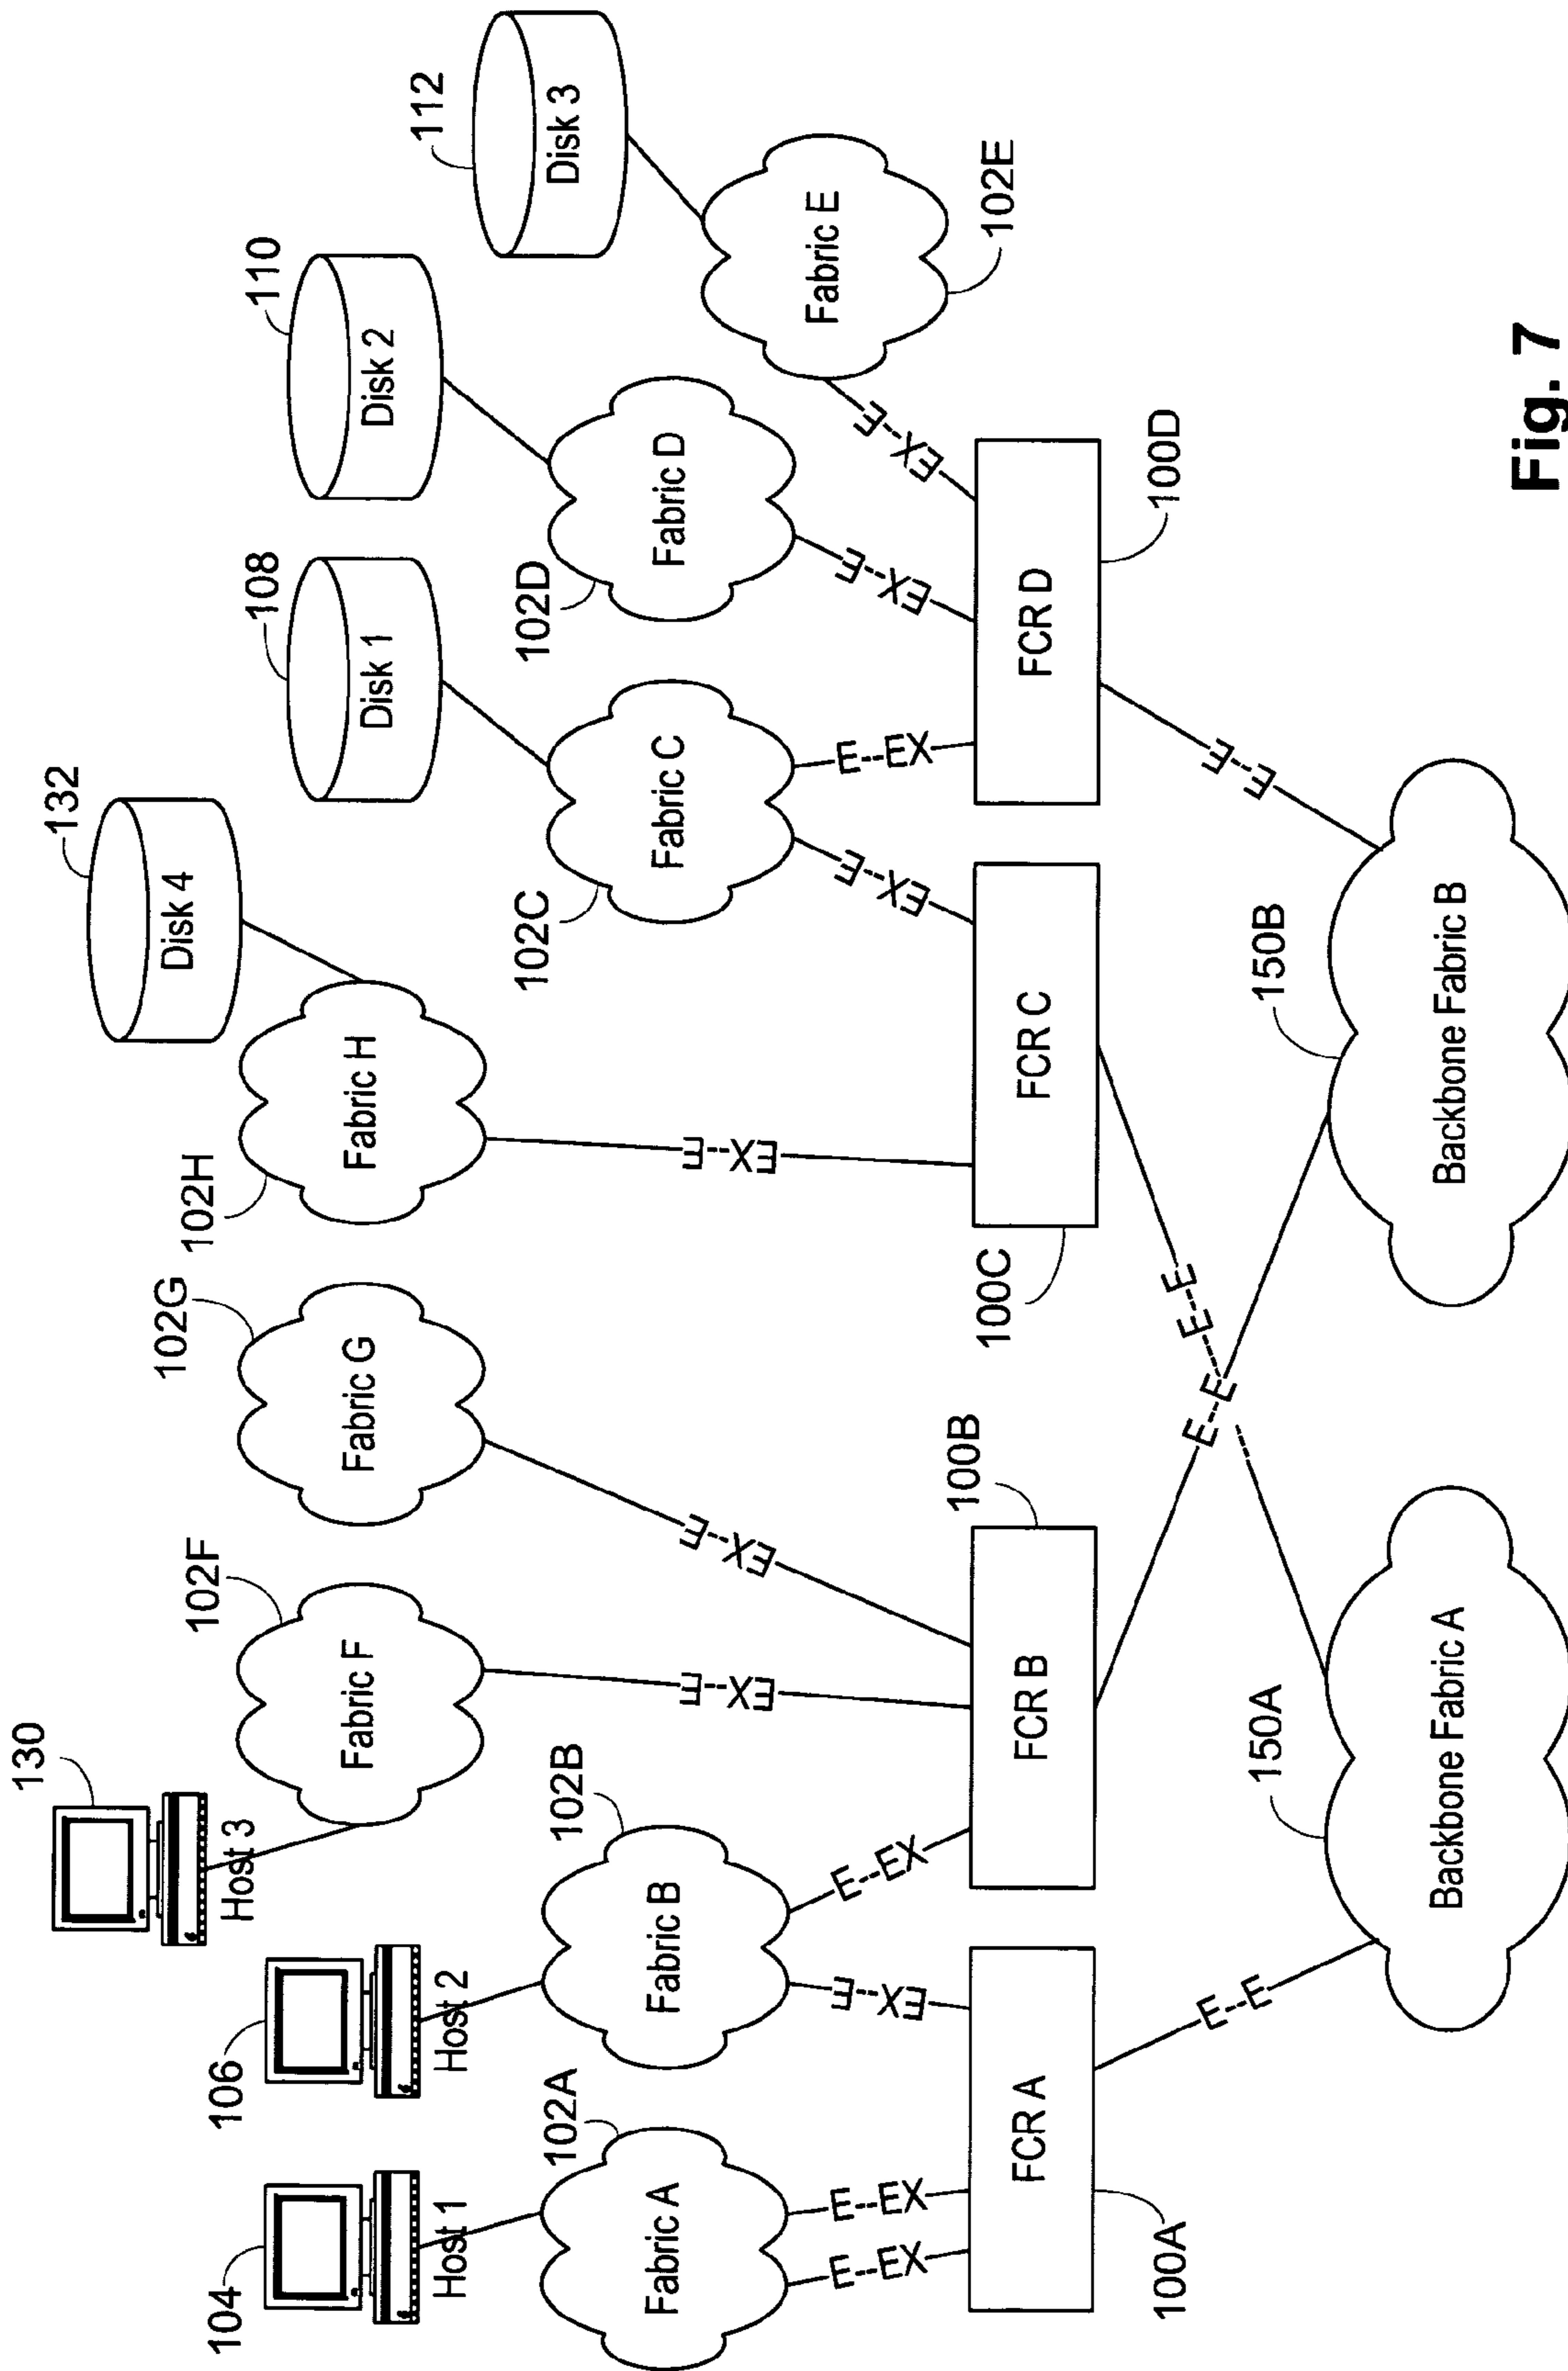 130
Host 3
132
Disk 4
104
Host 1
106
Host 2
108
Disk 1
110
Disk 2
112
Disk 3
102F
Fabric F
102G
Fabric G
102H
Fabric H
102A
Fabric A
102B
Fabric B
102C
Fabric C
102D
Fabric D
102E
Fabric E
E---EX
E---EX
E---EX
E---EX
E---EX
E---EX
E---EX
E---EX
E---EX
E---EX
E---EX
100A
FCR A
100B
FCR B
100C
FCR C
100D
FCR D
E---E
E---E
E---E
E---E
150A
Backbone Fabric A
150B
Backbone Fabric B
Fig. 7